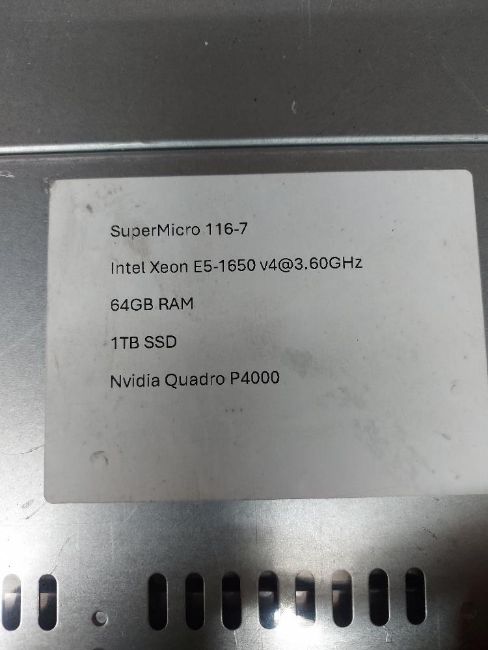 SuperMicro 116-7
Intel Xeon E5-1650 v4@3.60GHz
64GB RAM
1TB SSD
Nvidia Quadro P4000